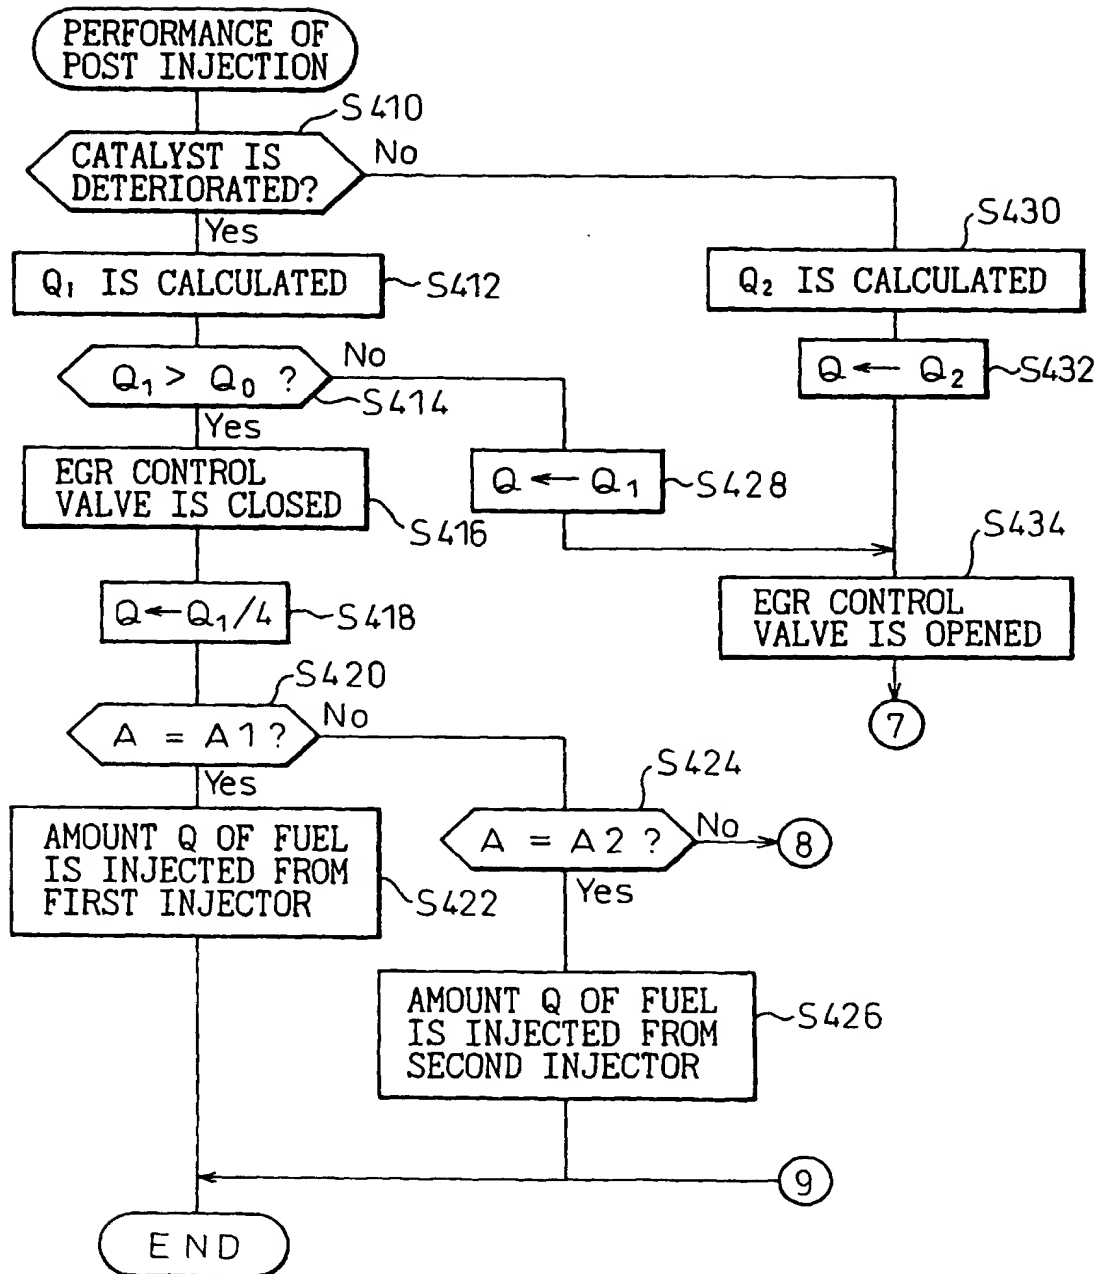 PERFORMANCE OF
POST INJECTION
S410
CATALYST IS
DETERIORATED?
No
Yes
S430
Q₁ IS CALCULATED
S412
Q₂ IS CALCULATED
Q₁ > Q₀ ?
No
S414
Yes
Q ← Q₂
S432
EGR CONTROL
VALVE IS CLOSED
S416
Q ← Q₁
S428
S434
EGR CONTROL
VALVE IS OPENED
Q ← Q₁/4
S418
7
S420
A = A1?
No
Yes
S424
A = A2?
No
8
Yes
AMOUNT Q OF FUEL
IS INJECTED FROM
FIRST INJECTOR
S422
AMOUNT Q OF FUEL
IS INJECTED FROM
SECOND INJECTOR
S426
9
END